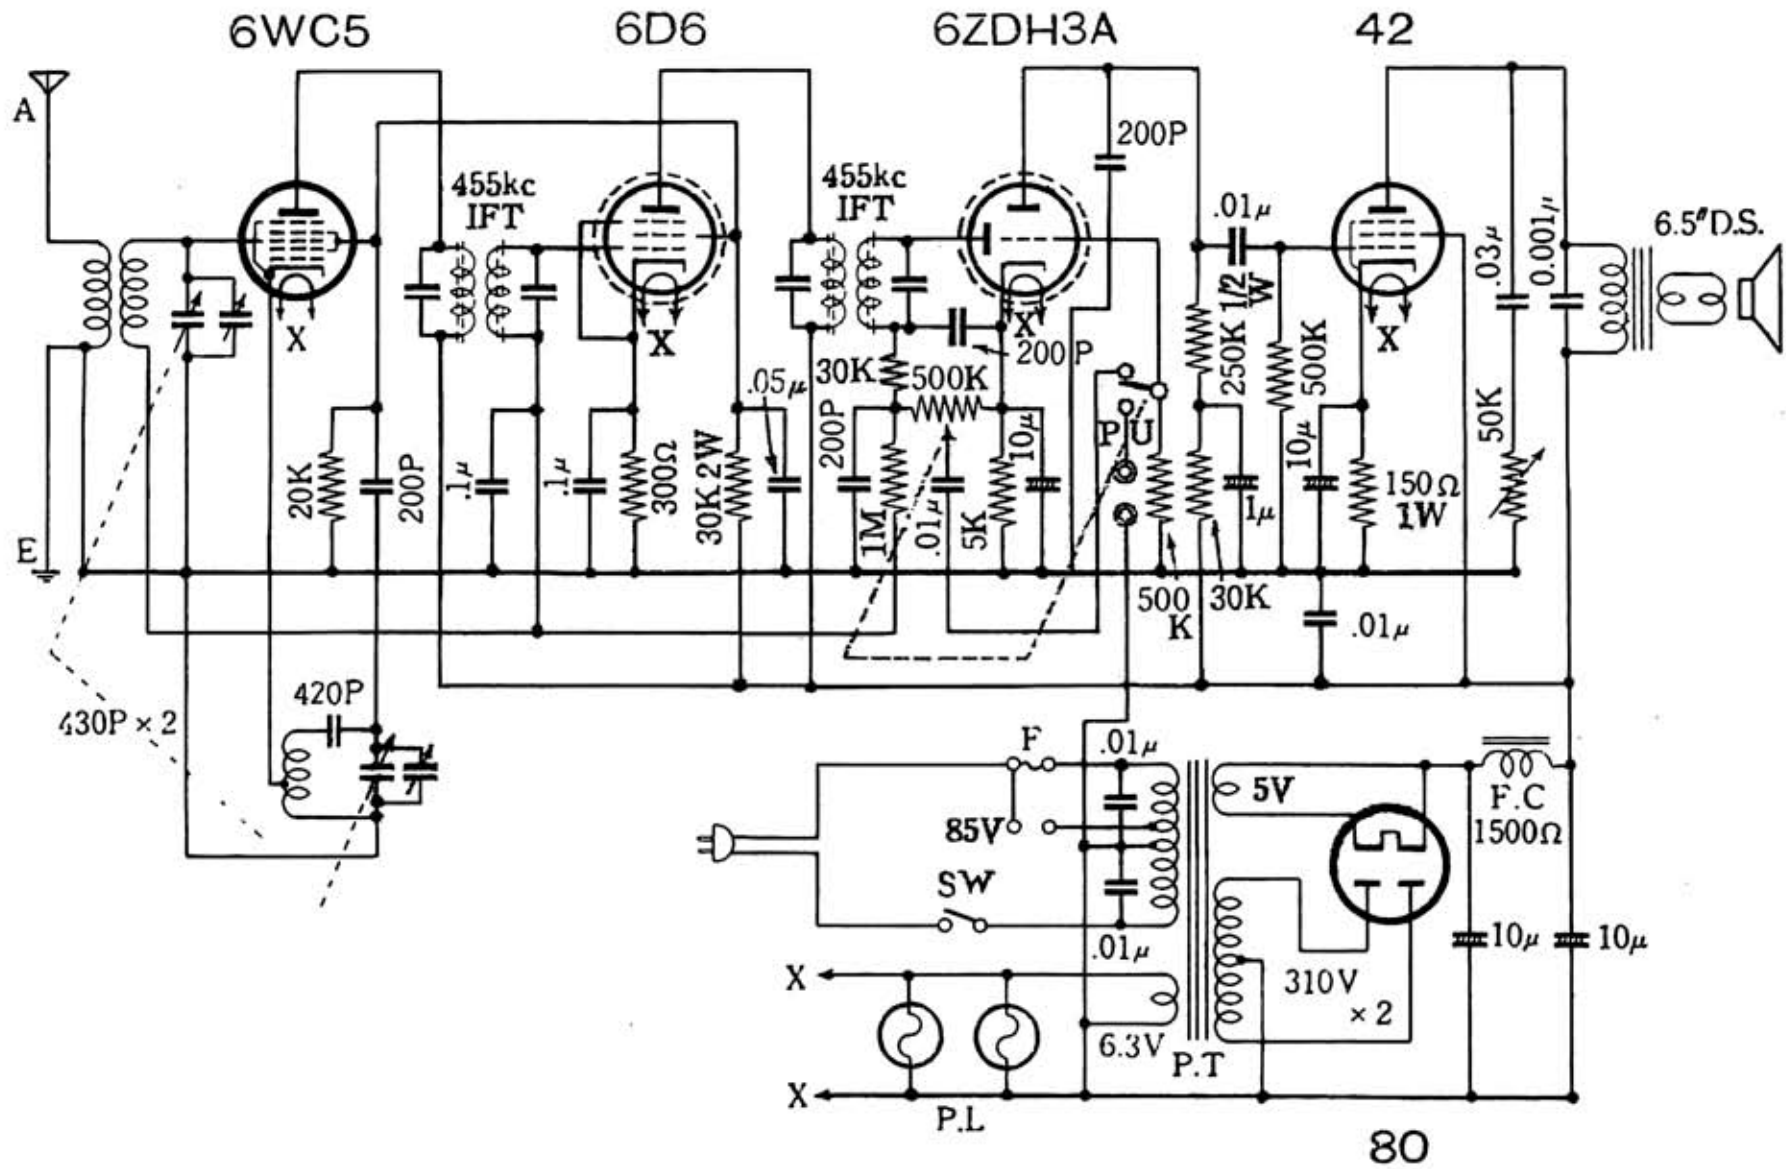 6WC5
6D6
6ZDH3A
42
A
455kc
IFT
455kc
IFT
200P
.01μ
6.5"D.S.
X
X
X
X
200P
30K
500K
.05μ
200P
10μ
P U
250K 1/2
W
500K
10μ
.03μ
0.001μ
50K
20K
200P
.1μ
.1μ
300Ω
30K 2W
1M
.01μ
5K
1μ
150Ω
1W
E
500
K
30K
.01μ
420P
430P × 2
F
.01μ
85V
5V
F.C
1500Ω
SW
.01μ
X
310V
× 2
10μ
10μ
6.3V
P.T
X
P.L
80